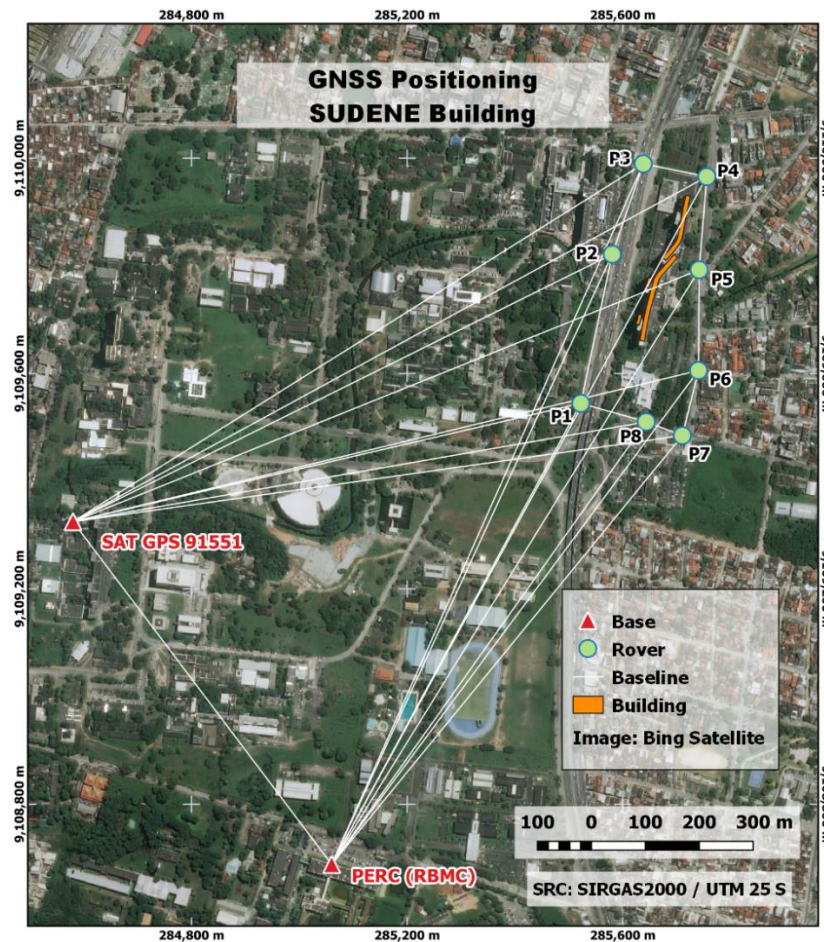 284,800 m
285,200 m
285,600 m
GNSS Positioning
SUDENE Building
9,110,000 m
P3
P4
P2
P5
9,109,600 m
P6
P1
P8
P7
SAT GPS 91551
9,109,200 m
Base
Rover
Baseline
Building
Image: Bing Satellite
9,108,800 m
100 0 100 200 300 m
PERC (RBMC)
SRC: SIRGAS2000 / UTM 25 S
284,800 m
285,200 m
285,600 m